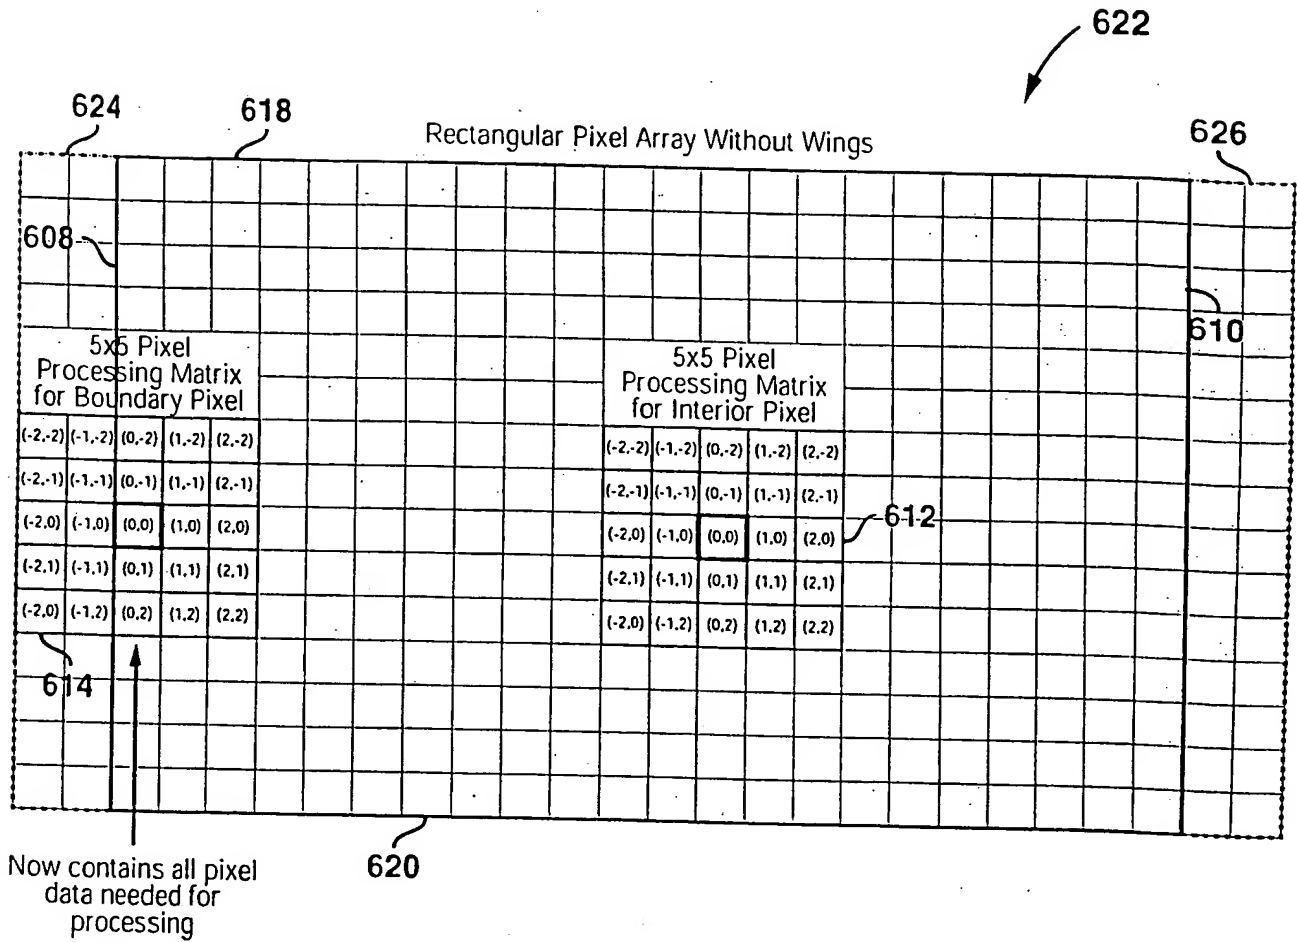 622
624
618
Rectangular Pixel Array Without Wings
626
608
610
5x5 Pixel
Processing Matrix
for Boundary Pixel
5x5 Pixel
Processing Matrix
for Interior Pixel
(-2,-2) (-1,-2) (0,-2) (1,-2) (2,-2)
(-2,-1) (-1,-1) (0,-1) (1,-1) (2,-1)
(-2,0) (-1,0) (0,0) (1,0) (2,0)
(-2,1) (-1,1) (0,1) (1,1) (2,1)
(-2,0) (-1,2) (0,2) (1,2) (2,2)
(-2,-2) (-1,-2) (0,-2) (1,-2) (2,-2)
(-2,-1) (-1,-1) (0,-1) (1,-1) (2,-1)
(-2,0) (-1,0) (0,0) (1,0) (2,0)
(-2,1) (-1,1) (0,1) (1,1) (2,1)
(-2,0) (-1,2) (0,2) (1,2) (2,2)
612
614
620
Now contains all pixel
data needed for
processing